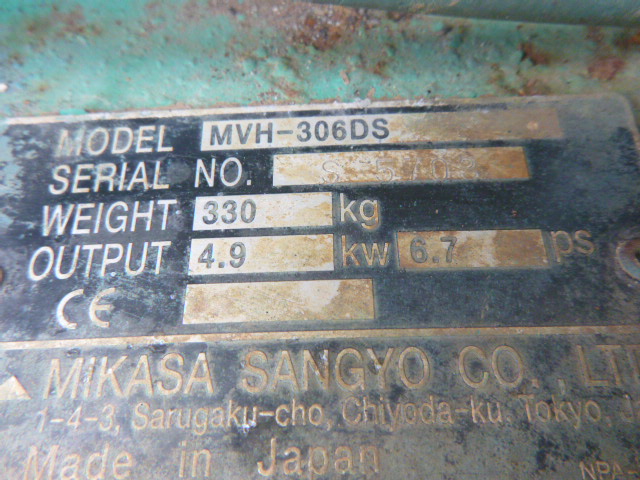 MODEL MVH-306DS
SERIAL NO.
WEIGHT 330 kg
OUTPUT 4.9 kw 6.7 ps
CE
MIKASA SANGYO CO., LT
1-4-3, Sarugaku-cho, Chiyoda-ku. Tokyo, J
Made in Japan NPA-